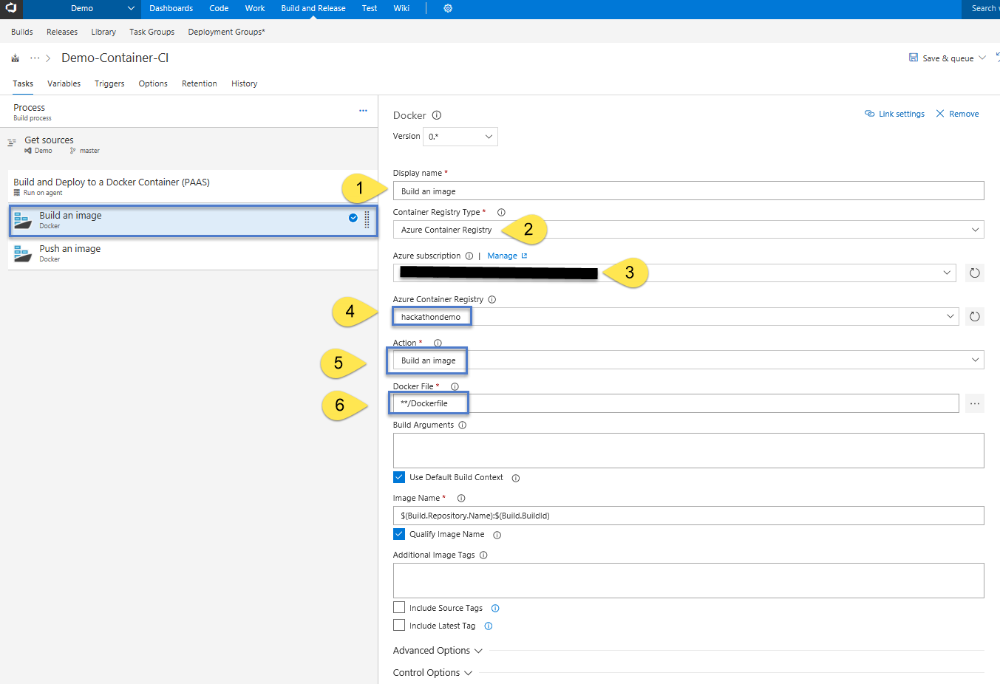 Demo Dashboards Code Work Build and Release Test Wiki Search
Builds Releases Library Task Groups Deployment Groups*
... > Demo-Container-CI Save & queue
Tasks Variables Triggers Options Retention History
Process
Build process
...
Get sources
Demo master
Build and Deploy to a Docker Container (PAAS)
Run on agent
Build an image
Docker
Push an image
Docker
Docker
Link settings Remove
Version 0.*
Display name *
1 Build an image
Container Registry Type *
Azure Container Registry 2
Azure subscription | Manage
3
Azure Container Registry
4 hackathondemo
Action *
5 Build an image
Docker File *
6 **/Dockerfile ...
Build Arguments
Use Default Build Context
Image Name *
$(Build.Repository.Name):$(Build.BuildId)
Qualify Image Name
Additional Image Tags
Include Source Tags
Include Latest Tag
Advanced Options
Control Options